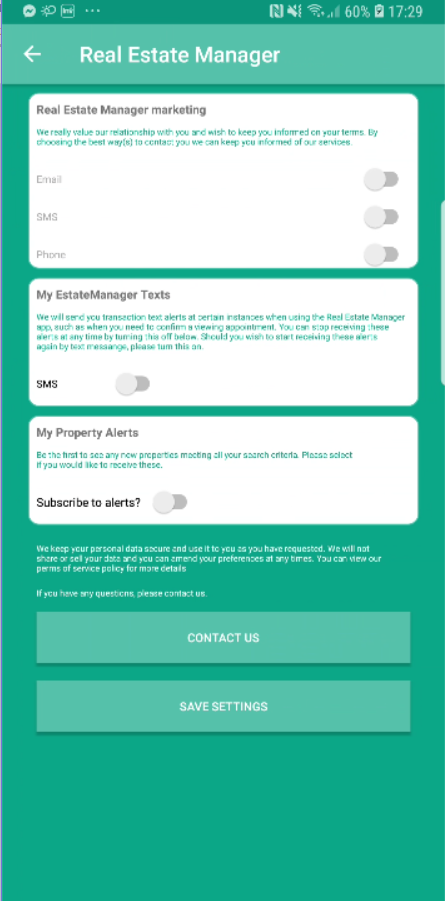 60% 17:29
Real Estate Manager
Real Estate Manager marketing
We really value our relationship with you and wish to keep you informed on your terms. By
choosing the best way(s) to contact you we can keep you informed of our services.
Email
SMS
Phone
My EstateManager Texts
We will send you transaction text alerts at certain instances when using the Real Estate Manager
app, such as when you need to confirm a viewing appointment. You can stop receiving these
alerts at any time by turning this off below. Should you wish to start receiving these alerts
again by text messange, please turn this on.
SMS
My Property Alerts
Be the first to see any new properties meeting all your search criteria. Please select
if you would like to receive these.
Subscribe to alerts?
We keep your personal data secure and use it to you as you have requested. We will not
share or sell your data and you can amend your preferences at any times. You can view our
perms of service policy for more details
If you have any questions, please contact us.
CONTACT US
SAVE SETTINGS